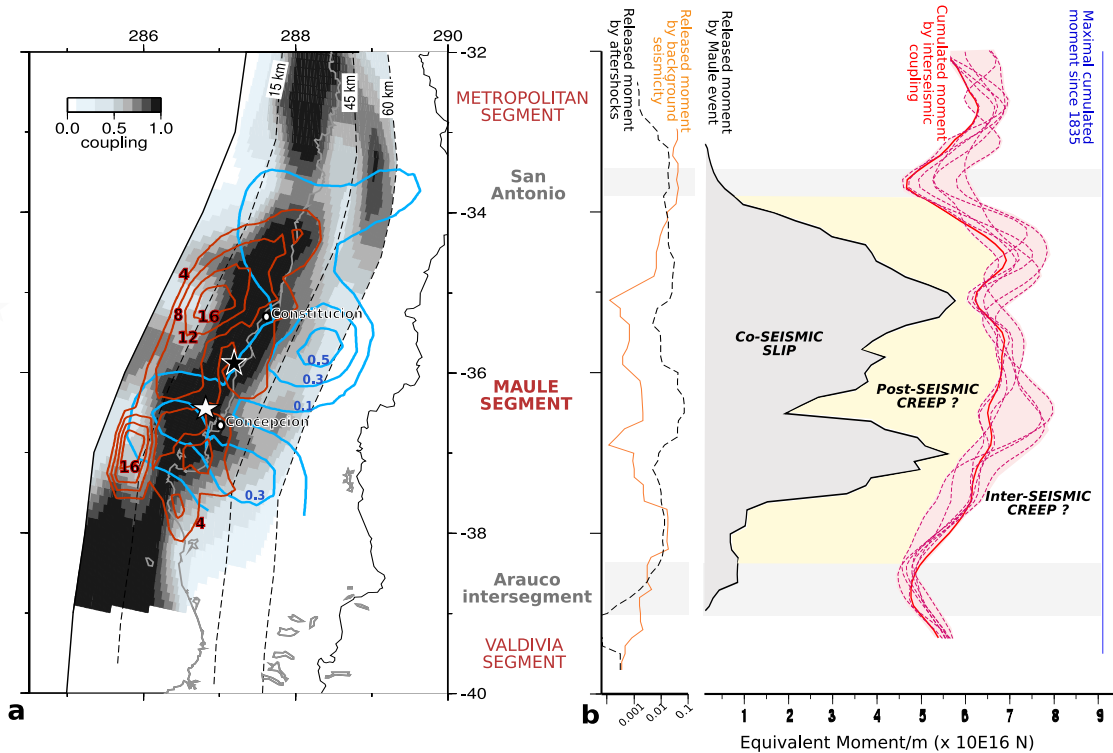 286
288
290
-32
-34
-36
-38
-40
0.0
0.5
1.0
coupling
15 km
45 km
60 km
METROPOLITAN
SEGMENT
San
Antonio
MAULE
SEGMENT
Arauco
intersegment
VALDIVIA
SEGMENT
4
8
16
12
Constitucion
0.5
0.3
0.1
Concepcion
16
0.3
4
a
Released moment
by aftershocks
Released moment
by background
seismicity
Released moment
by Maule event
Cumulated moment
by interseismic
coupling
Maximal cumulated
moment since 1835
Co-SEISMIC
SLIP
Post-SEISMIC
CREEP ?
Inter-SEISMIC
CREEP ?
b
0.001
0.01
0.1
1
2
3
4
5
6
7
8
9
Equivalent Moment/m (x 10E16 N)